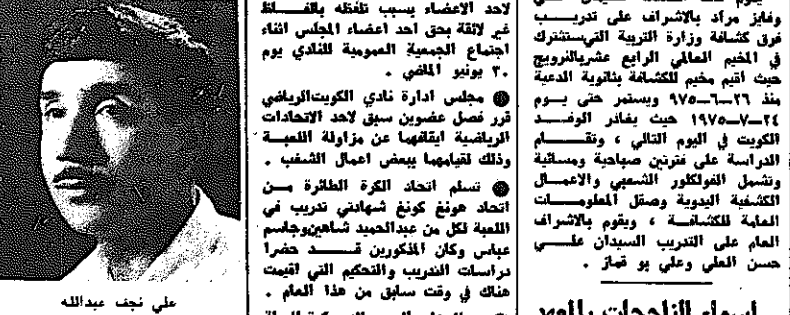 وفايز مراد بالاشراف على تدريب
فرق كشافة وزارة التربية التي ستشترك
في المخيم العالمي الرابع عشر بالنرويج
حيث أقيم مخيم للكشافة بثانوية الدعية
منذ ٢٦-٦-٩٧٥ ويستمر حتى يوم
٢٤-٧-١٩٧٥ حيث يغادر الوفد
الكويت في اليوم التالي ، وتقام
الدراسة على فترتين صباحية ومسائية
وتشمل الفولكلور الشعبي والاعمال
الكشفية اليدوية وصقل المعلومات
العامة للكشافة ، ويقوم بالاشراف
العام على التدريب السيدان علي
حسن العلي وعلي بو قماز .
اسماء الناجحات بالمعهد
لاحد الاعضاء بسبب تلفظه بالفاظ
غير لائقة بحق احد اعضاء المجلس اثناء
اجتماع الجمعية العمومية للنادي يوم
٣٠ يونيو الماضي .
● مجلس ادارة نادي الكويت الرياضي
قرر فصل عضوين سبق لاحد الاتحادات
الرياضية ايقافهما عن مزاولة اللعبة
وذلك لقيامهما ببعض اعمال الشغب .
● تسلم اتحاد الكرة الطائرة من
اتحاد هونغ كونغ شهادتي تدريب في
اللعبة لكل من عبدالحميد شاهين وجاسم
عباس وكان المذكورين قد حضرا
دراسات التدريب والتحكيم التي اقيمت
هناك في وقت سابق من هذا العام .
علي نجف عبدالله